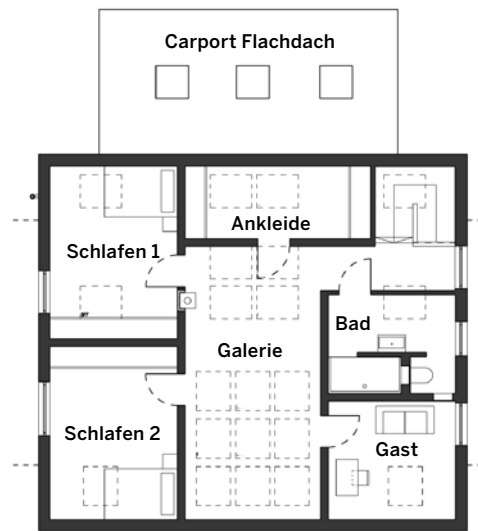 Carport Flachdach
Ankleide
Schlafen 1
Bad
Galerie
Schlafen 2
Gast